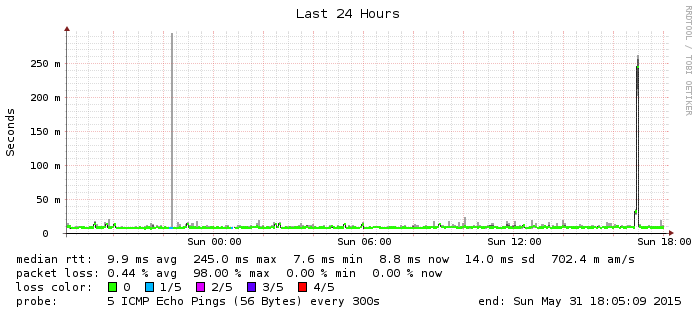 Last 24 Hours
RRDTOOL / TOBI OETIKER
Seconds
250 m
200 m
150 m
100 m
50 m
0
Sun 00:00 Sun 06:00 Sun 12:00 Sun 18:00
median rtt: 9.9 ms avg 245.0 ms max 7.6 ms min 8.8 ms now 14.0 ms sd 702.4 m am/s
packet loss: 0.44 % avg 98.00 % max 0.00 % min 0.00 % now
loss color: 0 1/5 2/5 3/5 4/5
probe: 5 ICMP Echo Pings (56 Bytes) every 300s end: Sun May 31 18:05:09 2015